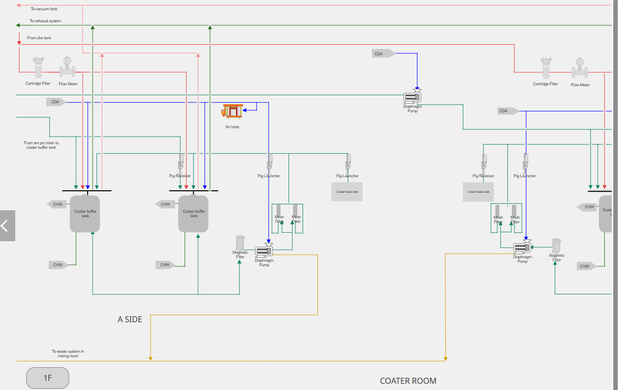 To vacuum tank
To exhaust system
From the tank
CDA
Cartridge Filter
Flow Meter
Cartridge Filter
Flow Meter
Diaphragm
Pump
CDA
CDA
Air hoist
From air jet mixer to
coater buffer tank
Pig Receiver
Pig Launcher
Pig Launcher
Pig Receiver
Pig Launcher
Coater head tank
Coater head tank
CHW
Coater buffer
tank
CHW
Coater buffer
tank
Mesh
Filter
Mesh
Filter
Mesh
Filter
Mesh
Filter
CHW
Magnetic
Filter
Diaphragm
Pump
Diaphragm
Pump
Magnetic
Filter
CHW
CHW
CHW
A SIDE
To waste system in
mixing room
1F
COATER ROOM